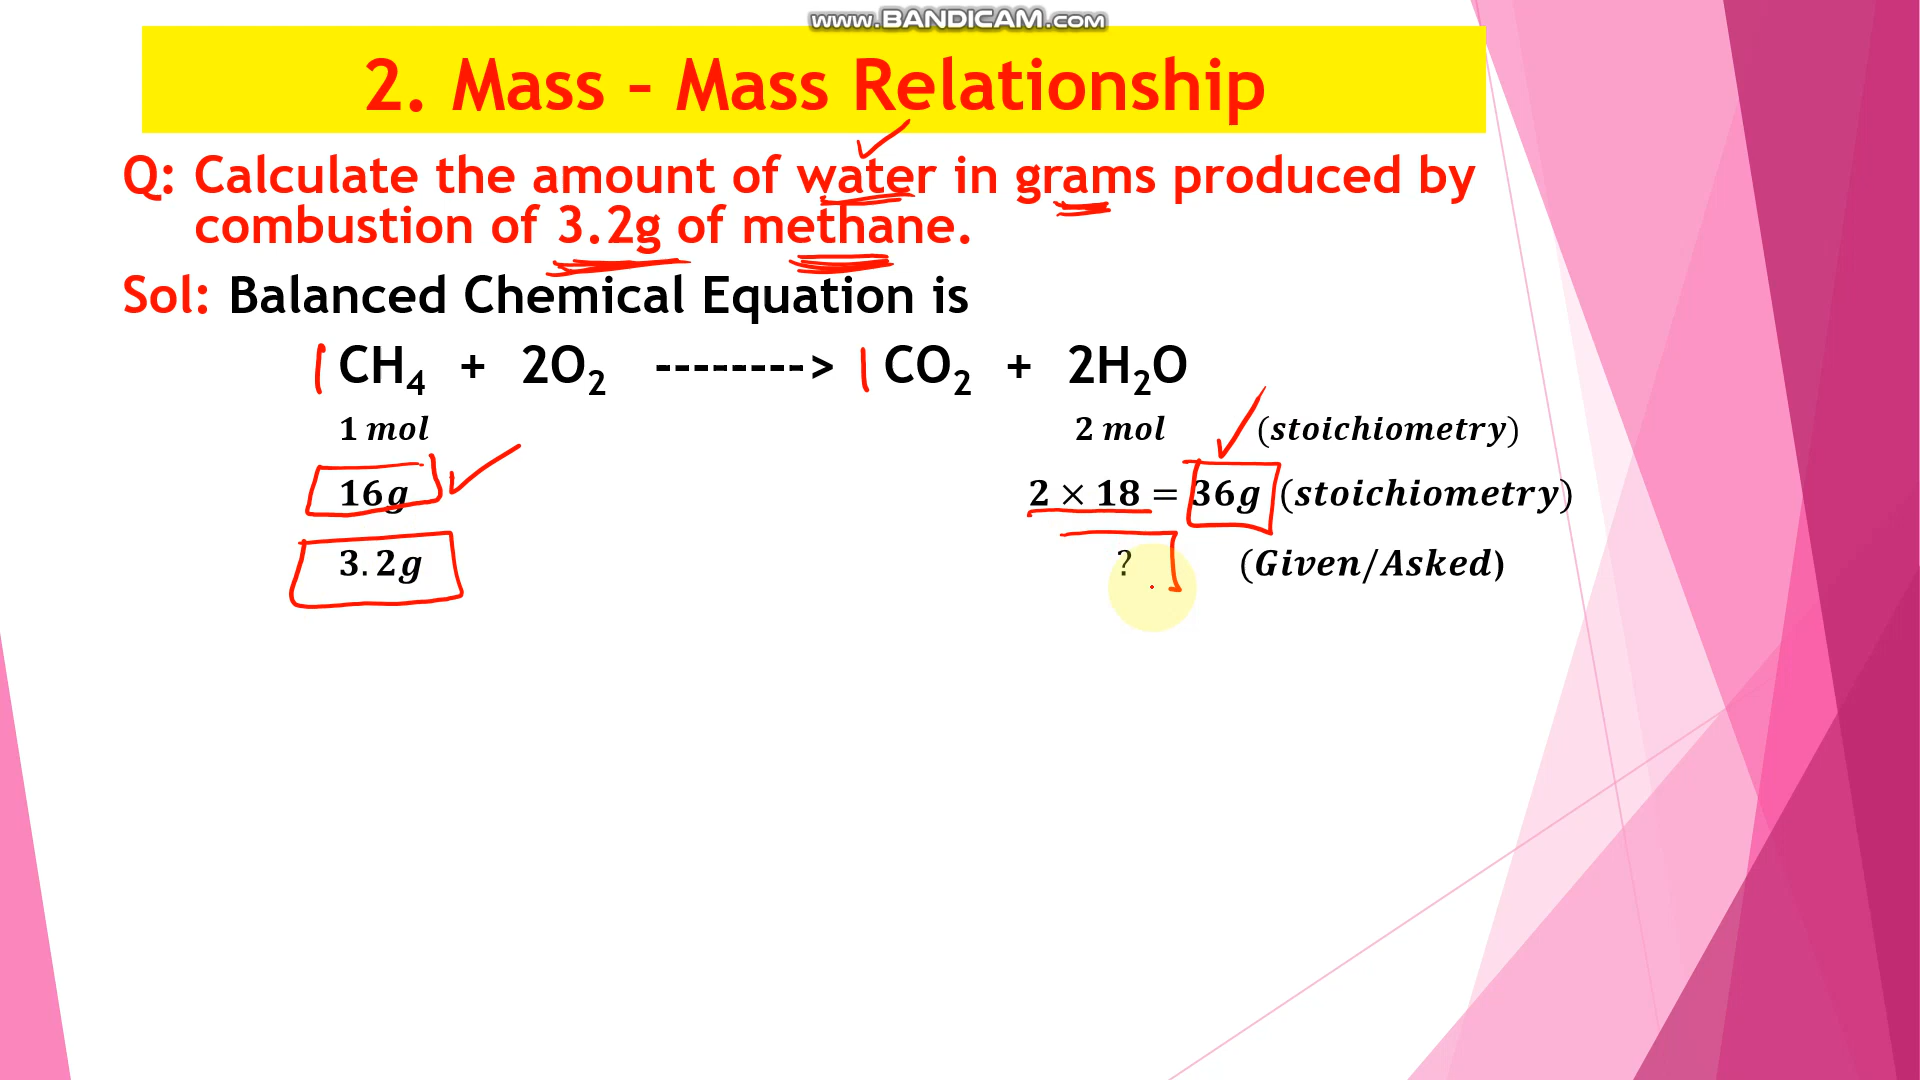 www.BANDICAM.com
2. Mass – Mass Relationship
Q: Calculate the amount of water in grams produced by
combustion of 3.2g of methane.
Sol: Balanced Chemical Equation is
1 CH₄ + 2O₂ --------> 1 CO₂ + 2H₂O
1 mol 2 mol (stoichiometry)
16g 2 × 18 = 36g (stoichiometry)
3.2g ? (Given/Asked)